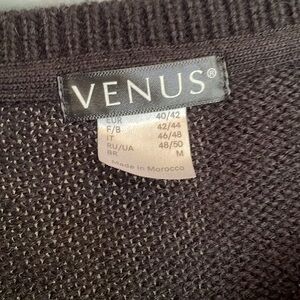 VENUS®
EUR 40/42
F/B 42/44
IT 46/48
RU/UA 48/50
BR M
Made in Morocco